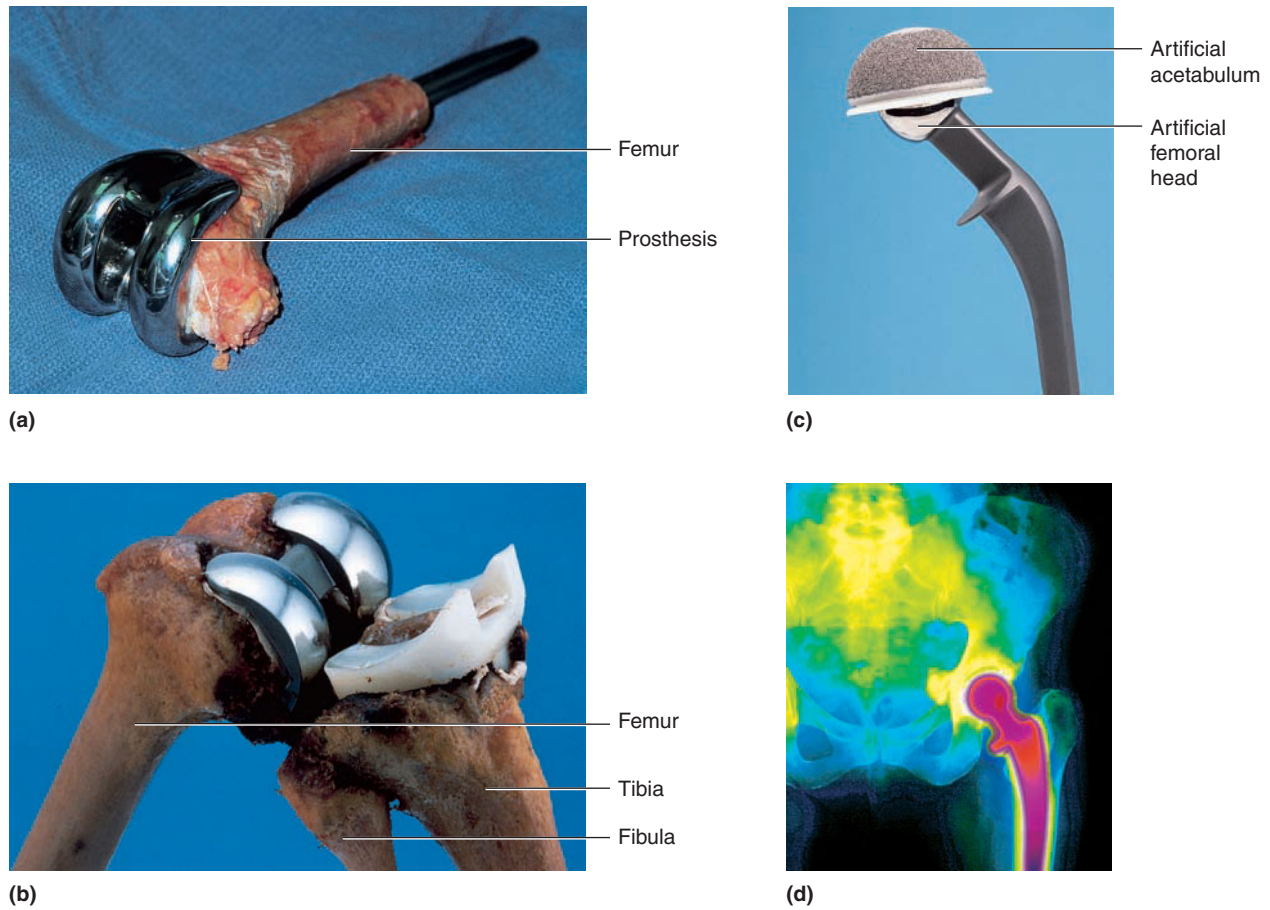 Femur
Prosthesis
(a)
Artificial
acetabulum
Artificial
femoral
head
(c)
Femur
Tibia
Fibula
(b)
(d)